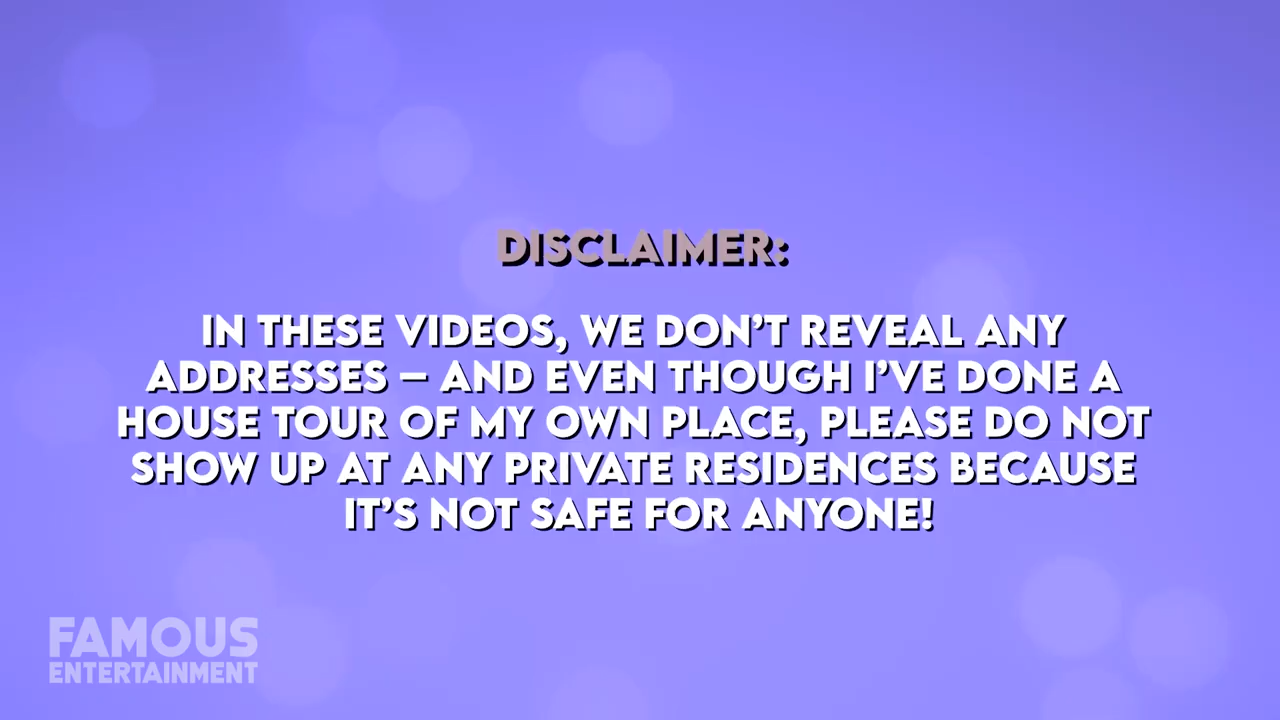 DISCLAIMER:
IN THESE VIDEOS, WE DON'T REVEAL ANY
ADDRESSES – AND EVEN THOUGH I'VE DONE A
HOUSE TOUR OF MY OWN PLACE, PLEASE DO NOT
SHOW UP AT ANY PRIVATE RESIDENCES BECAUSE
IT'S NOT SAFE FOR ANYONE!
FAMOUS
ENTERTAINMENT